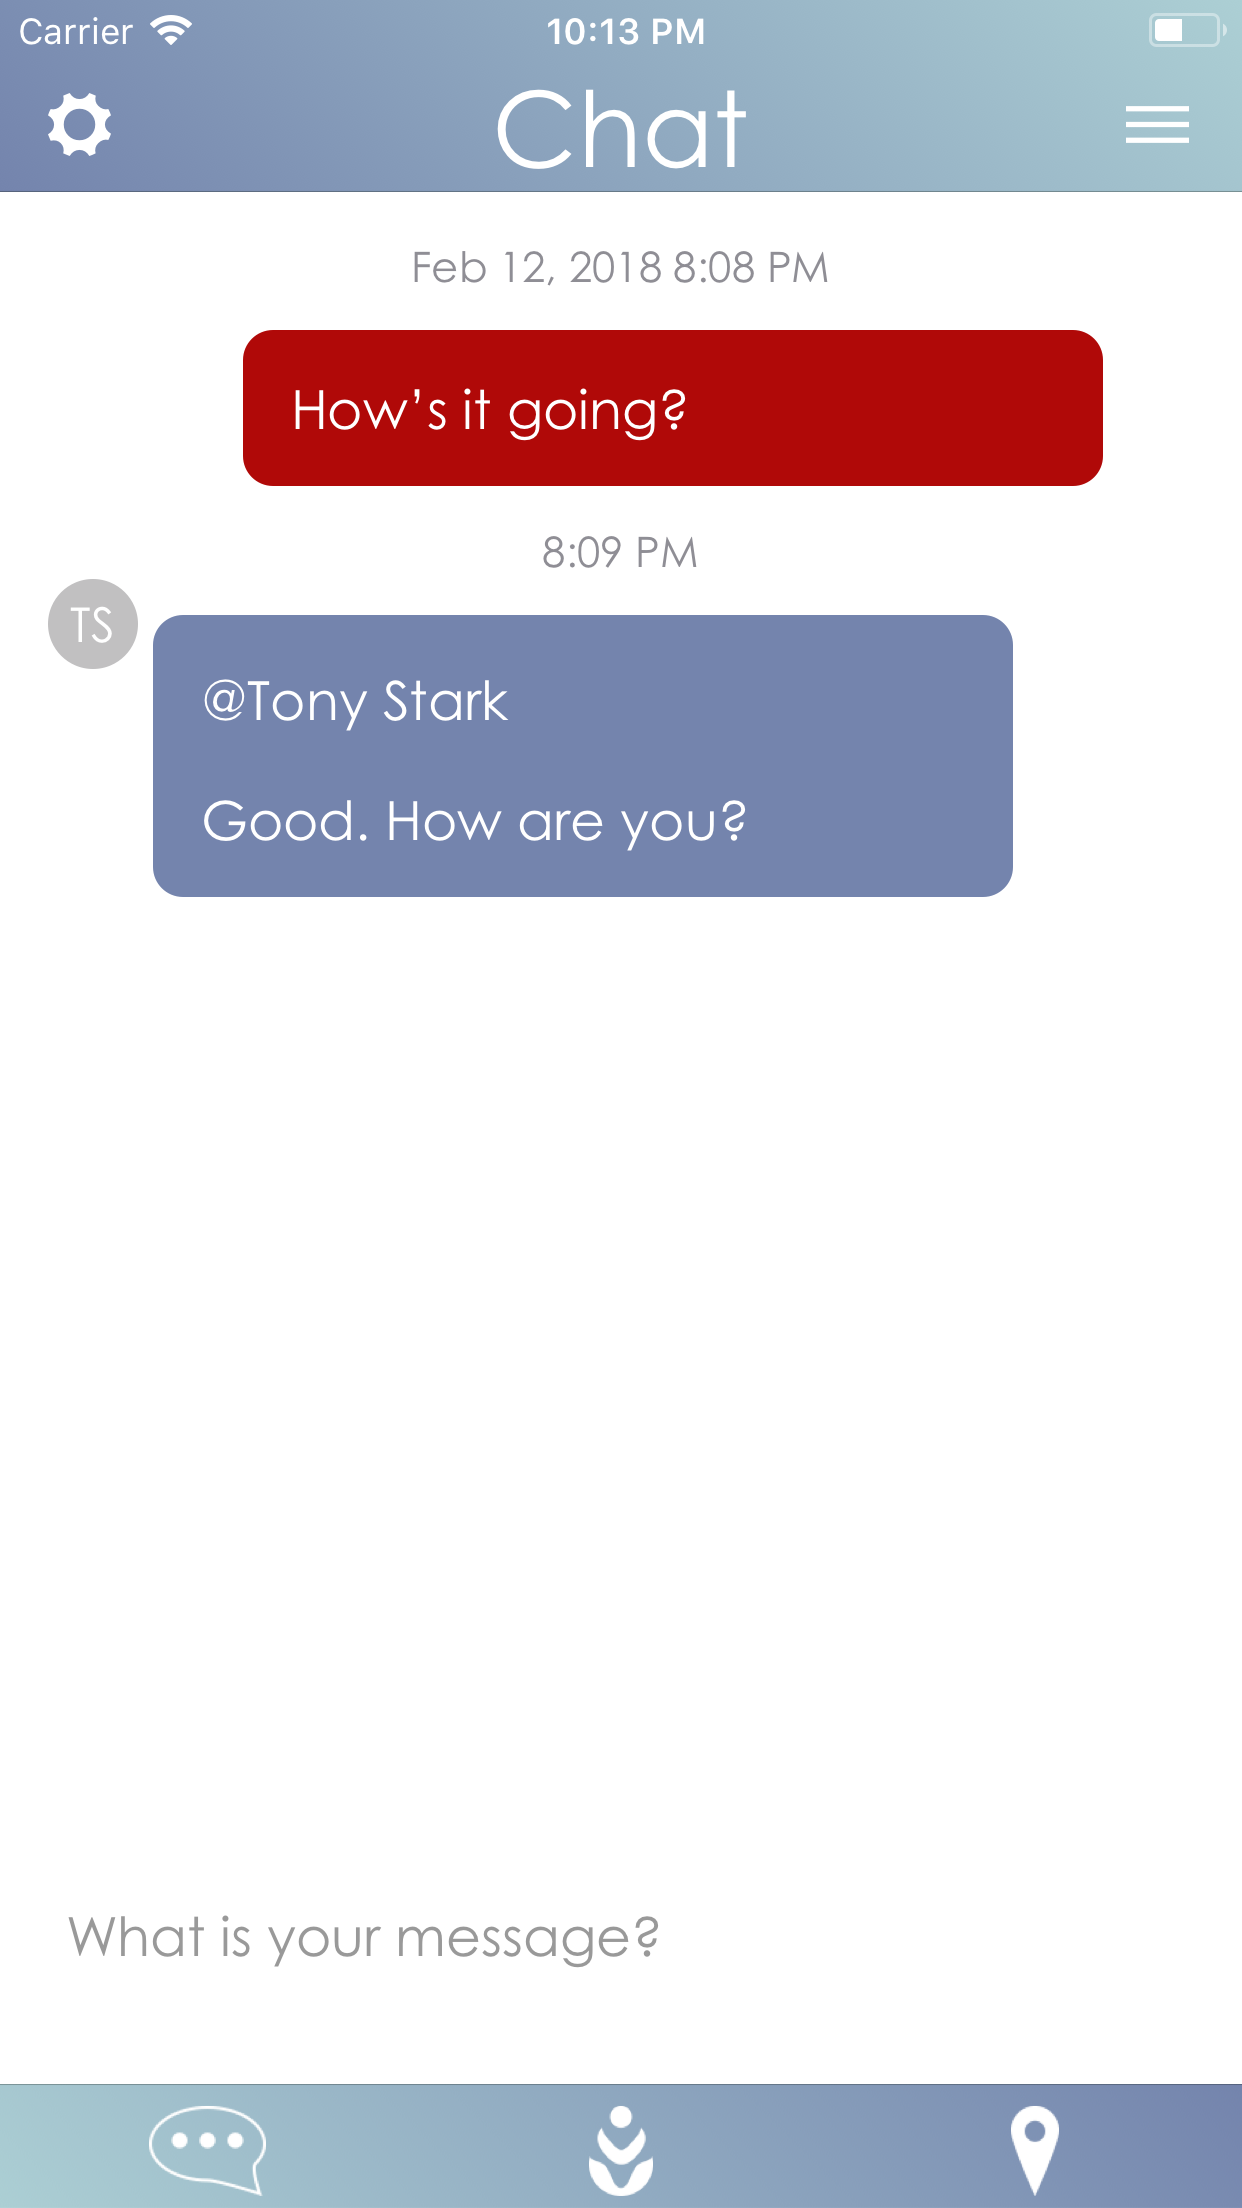 Carrier 10:13 PM
Chat
Feb 12, 2018 8:08 PM
How’s it going?
8:09 PM
TS
@Tony Stark
Good. How are you?
What is your message?